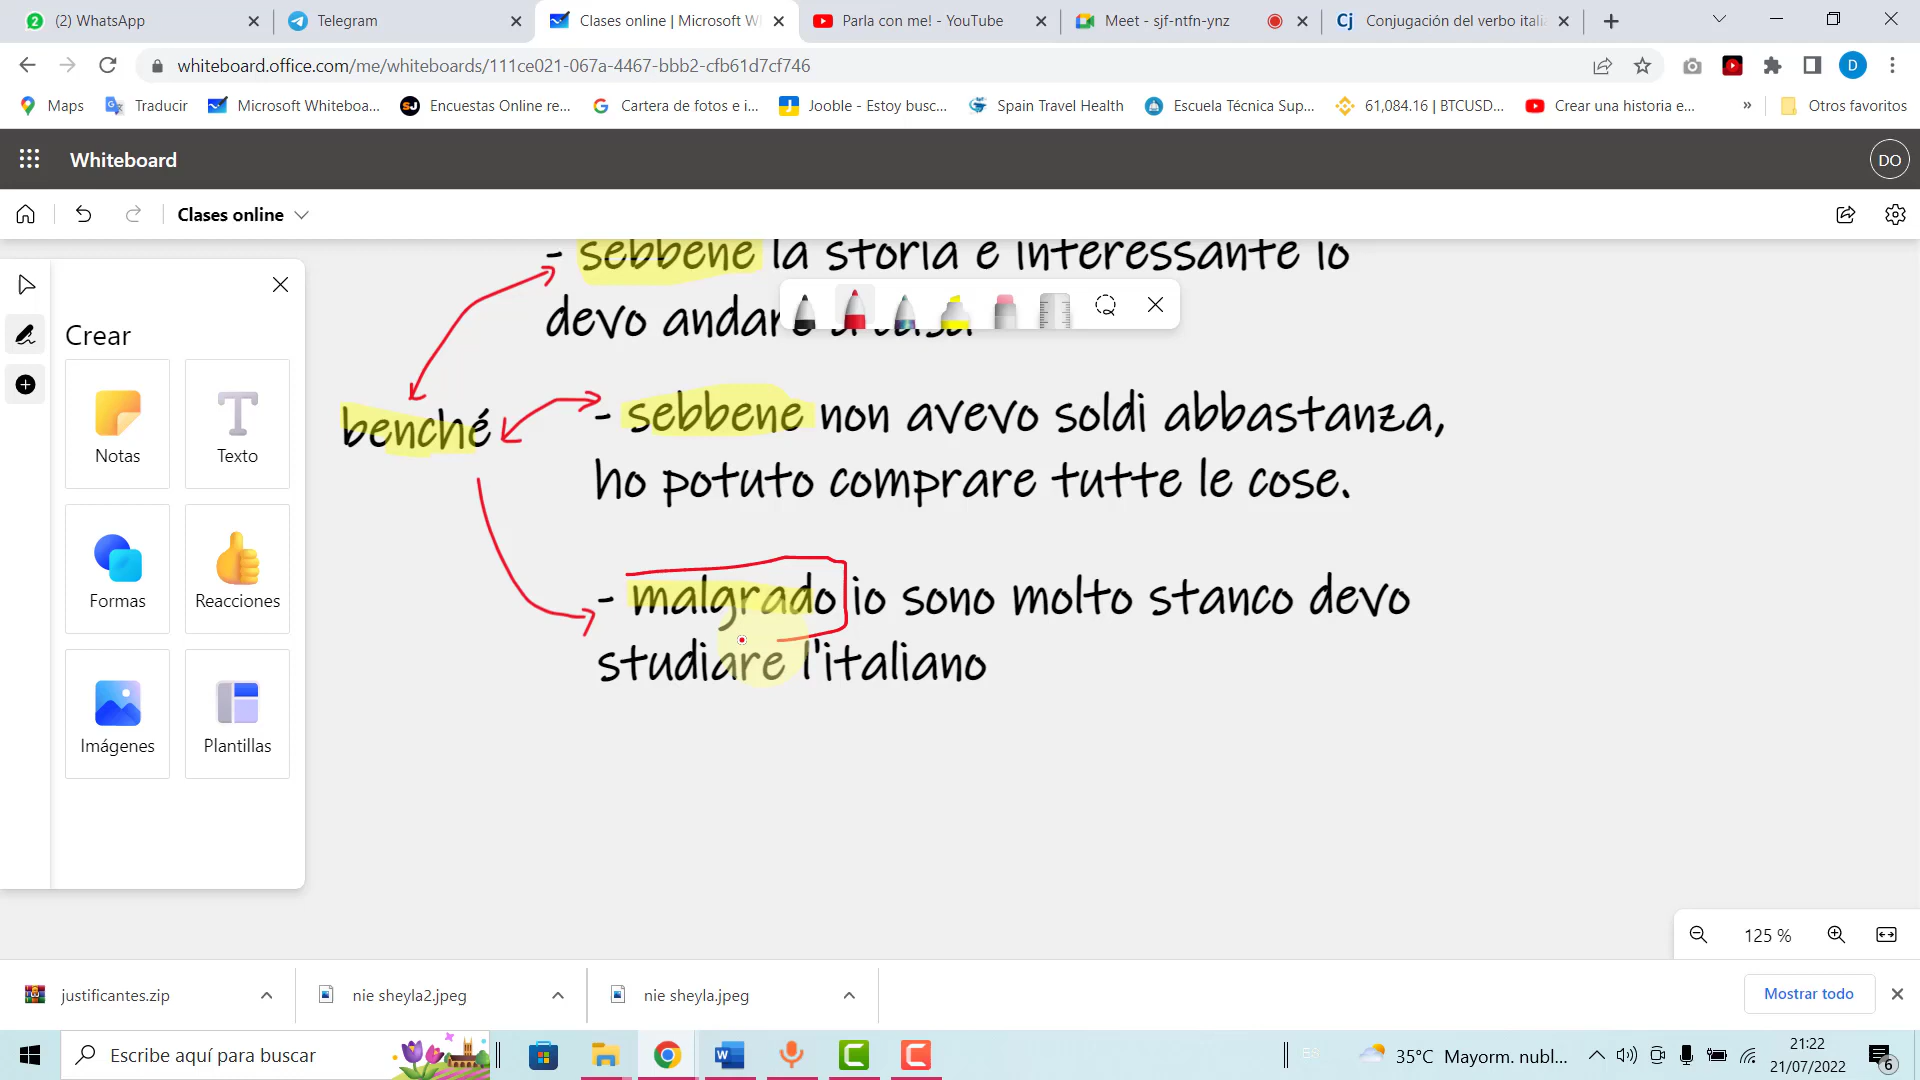 (2) WhatsApp
Telegram
Clases online | Microsoft W
Parla con me! - YouTube
Meet - sjf-ntfn-ynz
Cj Conjugación del verbo itali
whiteboard.office.com/me/whiteboards/111ce021-067a-4467-bbb2-cfb61d7cf746
D
Maps
Traducir
Microsoft Whiteboa...
Encuestas Online re...
Cartera de fotos e i...
Jooble - Estoy busc...
Spain Travel Health
Escuela Técnica Sup...
61,084.16 | BTCUSD...
Crear una historia e...
»
Otros favoritos
Whiteboard
DO
Clases online
- sebbene la storia e interessante io
devo andare a casa
benché
- sebbene non avevo soldi abbastanza,
ho potuto comprare tutte le cose.
- malgrado io sono molto stanco devo
studiare l'italiano
Crear
Notas
Texto
Formas
Reacciones
Imágenes
Plantillas
125 %
justificantes.zip
nie sheyla2.jpeg
nie sheyla.jpeg
Mostrar todo
Escribe aquí para buscar
35°C Mayorm. nubl...
21:22
21/07/2022
6